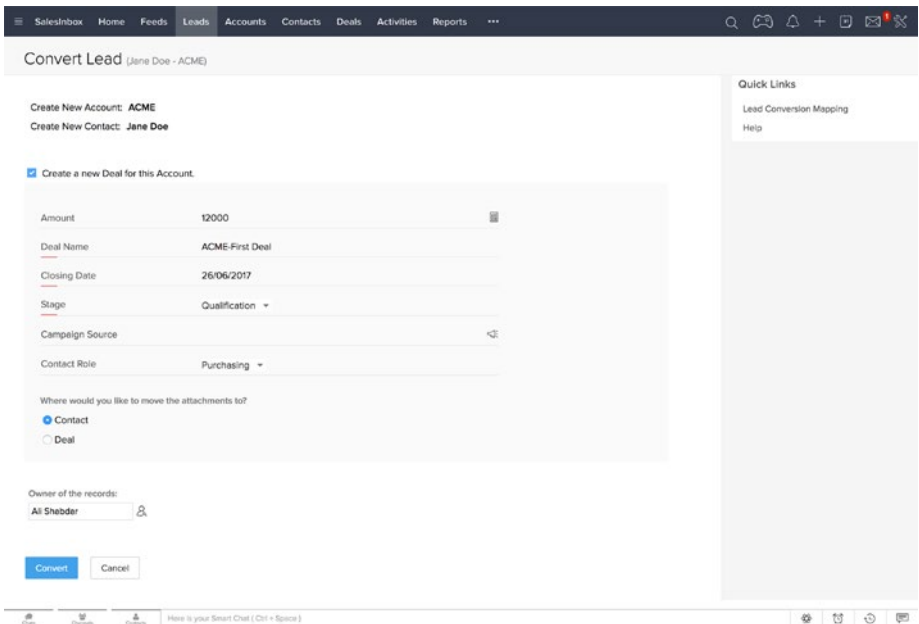 SalesInbox Home Feeds Leads Accounts Contacts Deals Activities Reports •••
1
Convert Lead (Jane Doe - ACME)
Quick Links
Create New Account: ACME
Lead Conversion Mapping
Create New Contact: Jane Doe
Help
Create a new Deal for this Account.
Amount 12000
Deal Name ACME-First Deal
Closing Date 26/06/2017
Stage Qualification
Campaign Source
Contact Role Purchasing
Where would you like to move the attachments to?
Contact
Deal
Owner of the records:
Ali Shabdar
Convert Cancel
Here is your Smart Chat ( Ctrl + Space )